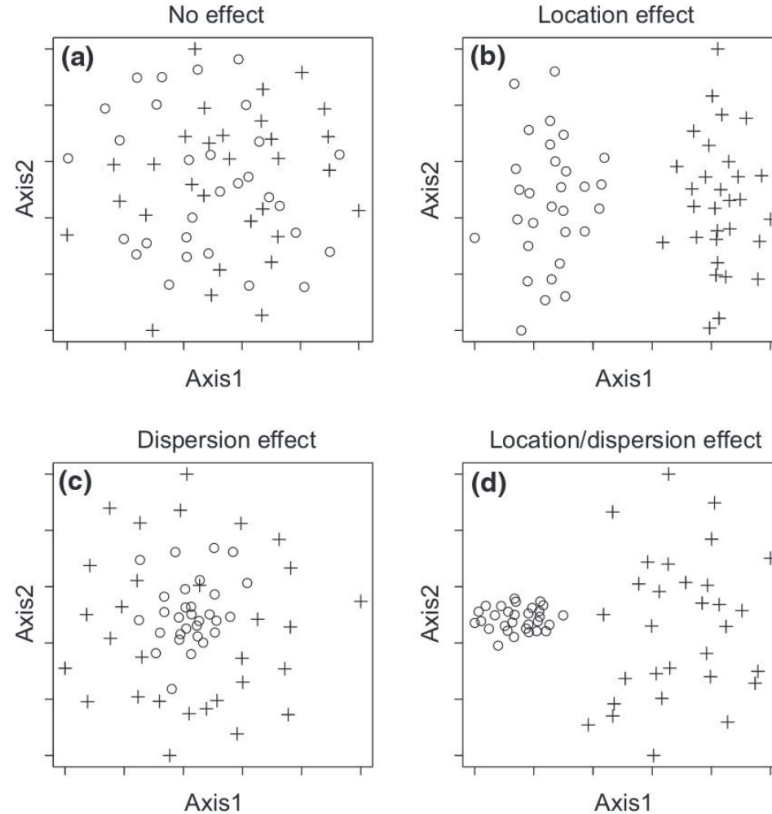 No effect
(a)
Axis2
Axis1
Location effect
(b)
Axis2
Axis1
Dispersion effect
(c)
Axis2
Axis1
Location/dispersion effect
(d)
Axis2
Axis1